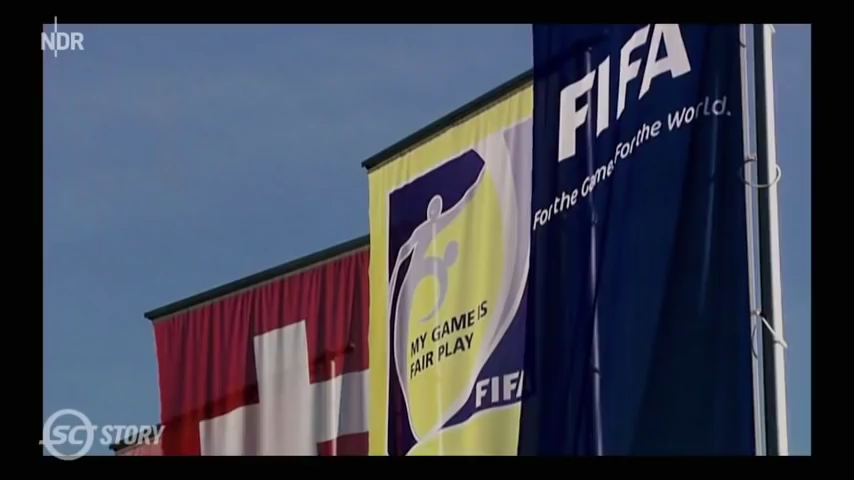 NDR
FIFA
For the Game. For the World.
MY GAME IS
FAIR PLAY
FIFA
SC STORY